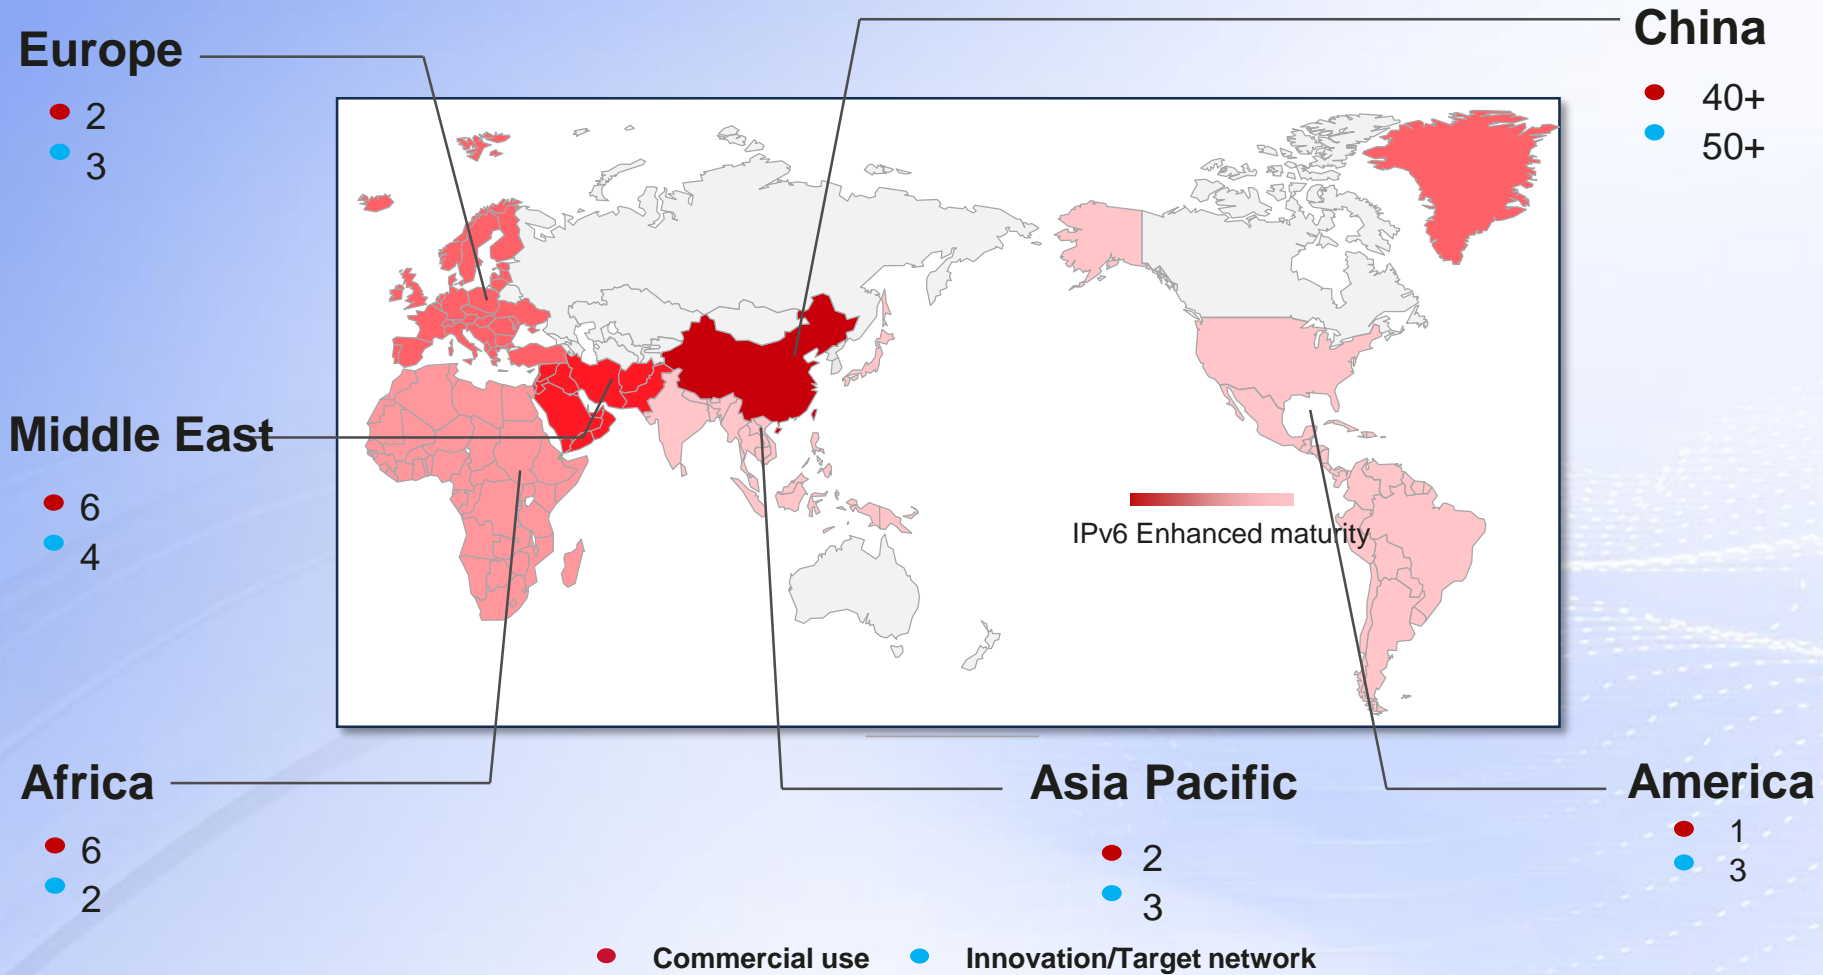 Europe
2
3
China
40+
50+
Middle East
6
4
IPv6 Enhanced maturity
Africa
6
2
Asia Pacific
2
3
America
1
3
Commercial use
Innovation/Target network